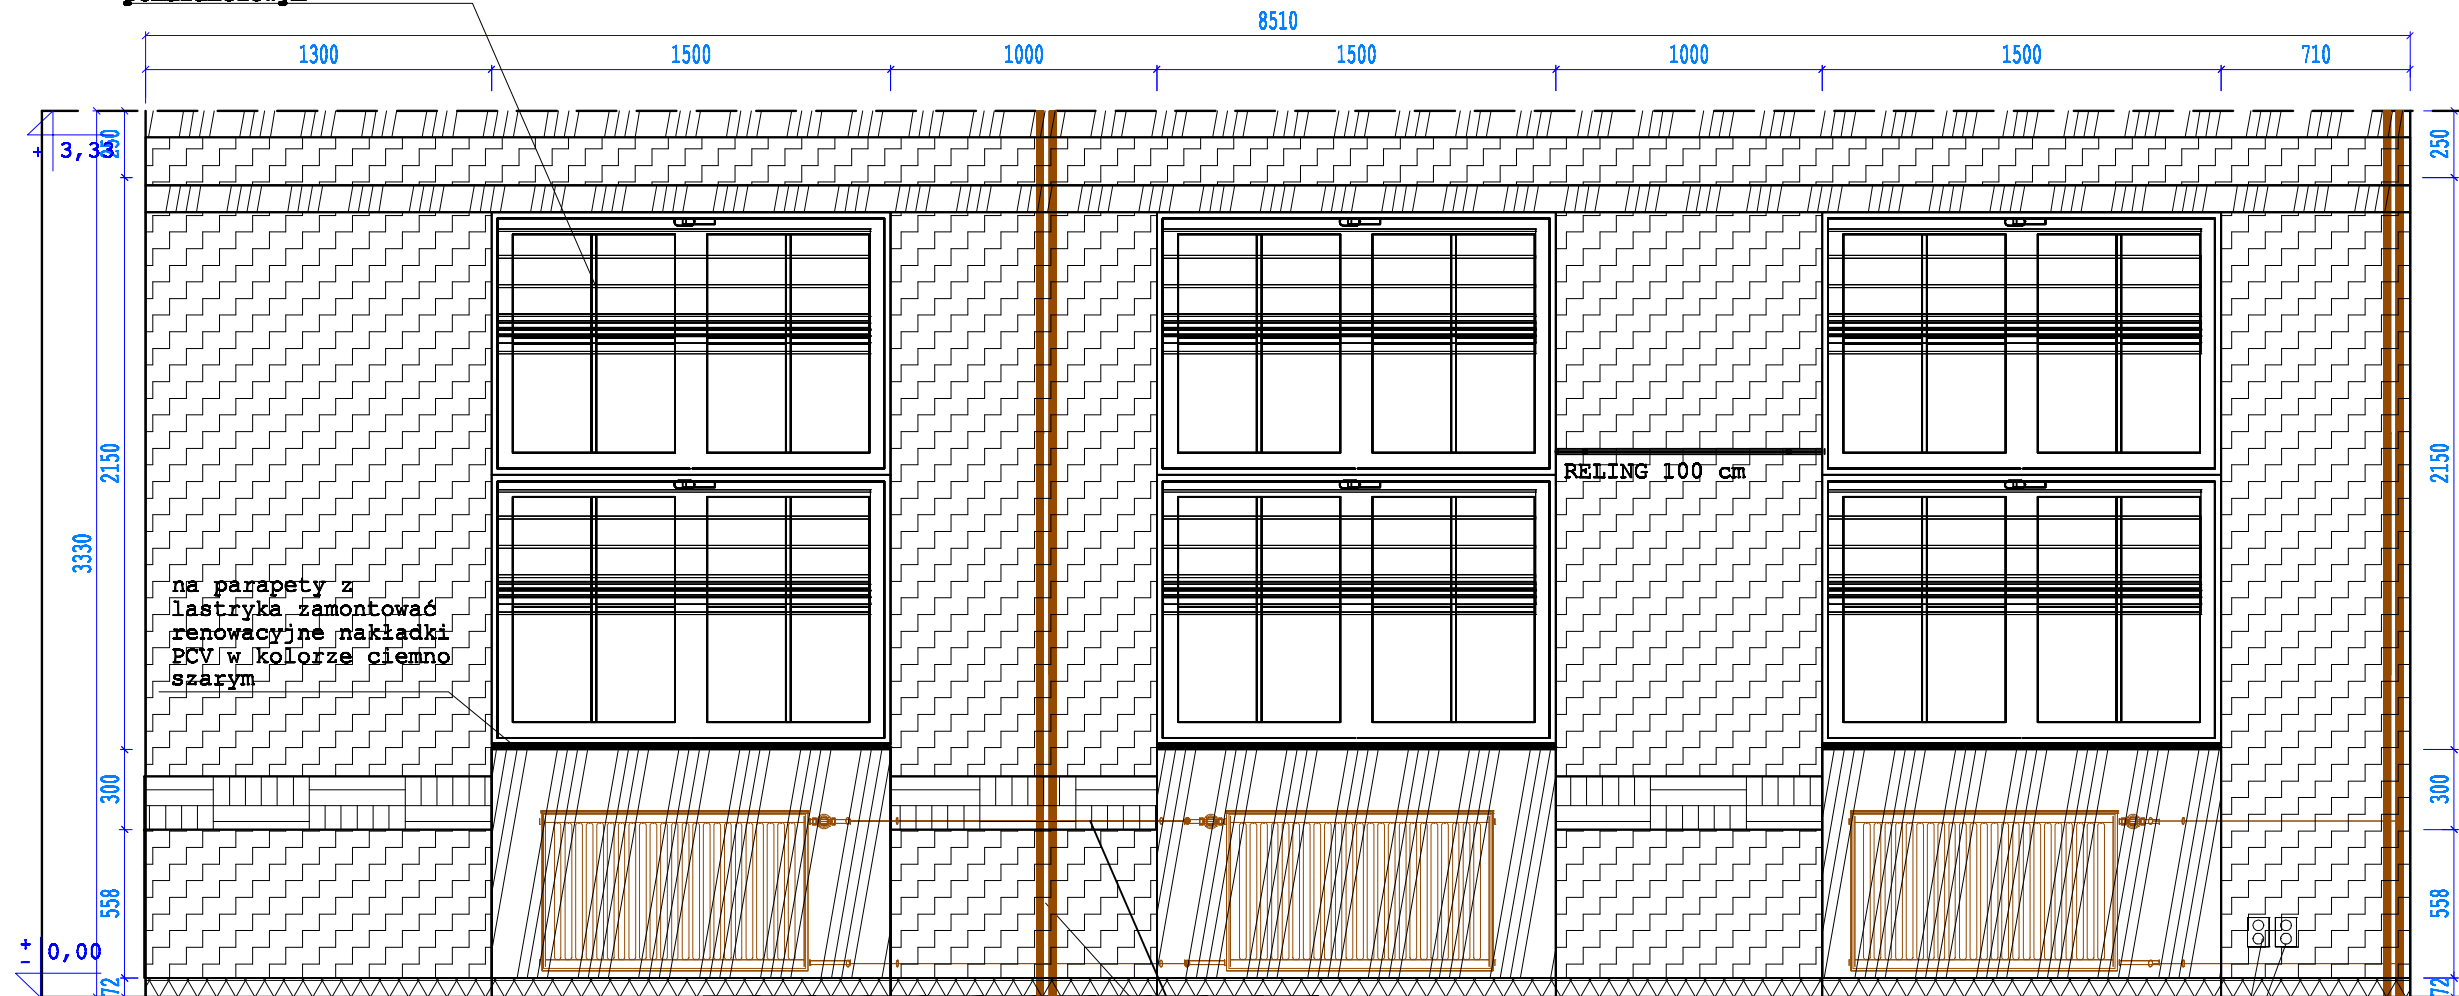 8510
1300 1500 1000 1500 1000 1500 710
+ 3,33
250
250
2150
2150
3330
RELING 100 cm
na parapety z
lastryka zamontować
renowacyjne nakładki
PCV w kolorze ciemno
szarym
300
300
558
558
+
- 0,00
72
72